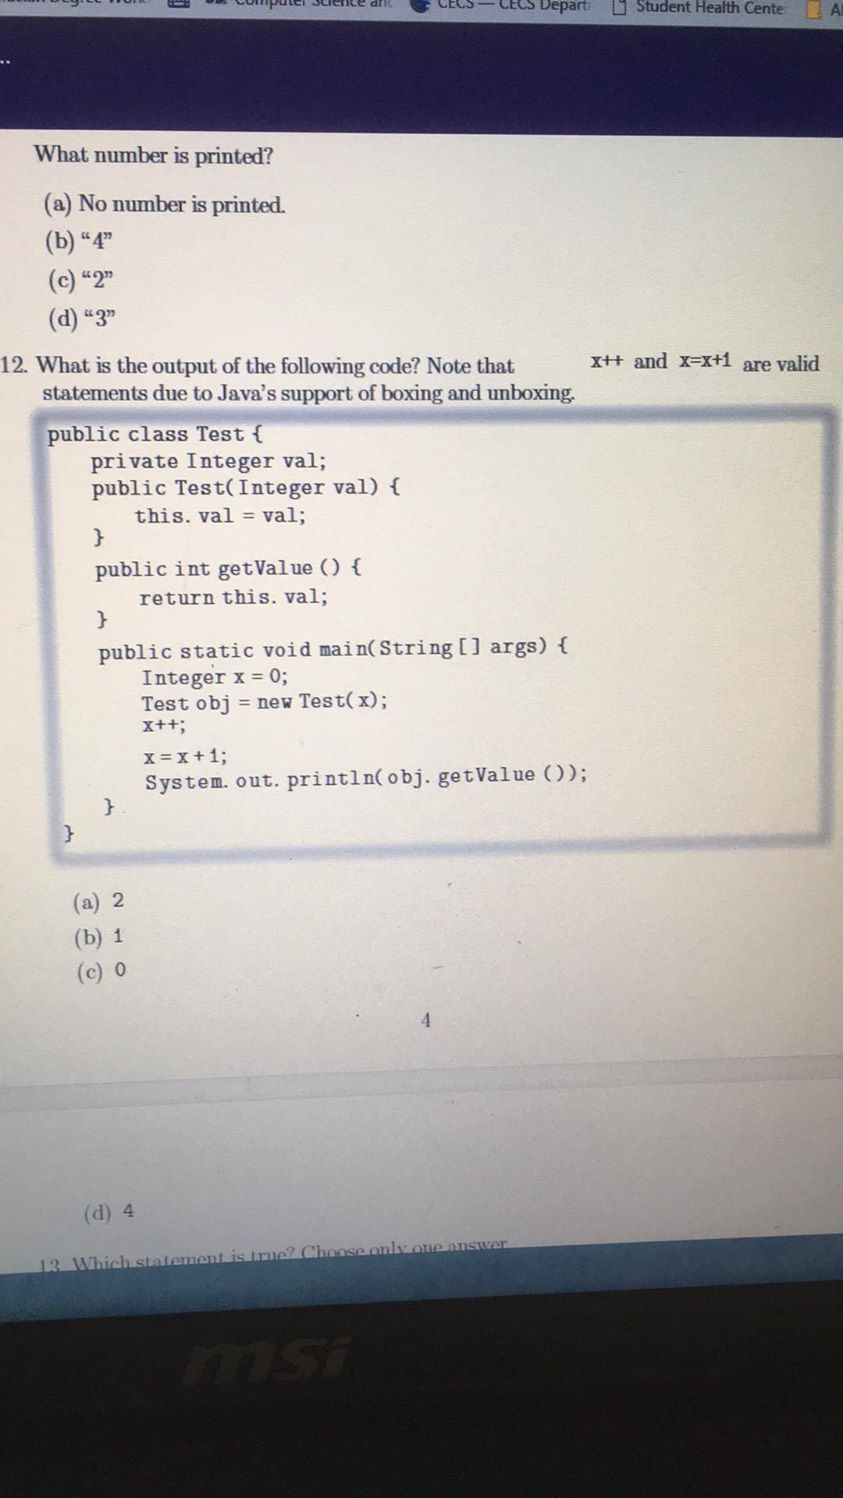 Computer Science an
CECS — CECS Depart
Student Health Cente
What number is printed?
(a) No number is printed.
(b) “4”
(c) “2”
(d) “3”
12. What is the output of the following code? Note that x++ and x=x+1 are valid
statements due to Java’s support of boxing and unboxing.
public class Test {
private Integer val;
public Test(Integer val) {
this. val = val;
}
public int getValue () {
return this. val;
}
public static void main(String [] args) {
Integer x = 0;
Test obj = new Test(x);
x++;
x=x+1;
System. out. println(obj. getValue ());
}
}
(a) 2
(b) 1
(c) 0
4
(d) 4
13. Which statement is true? Choose only one answer
msi